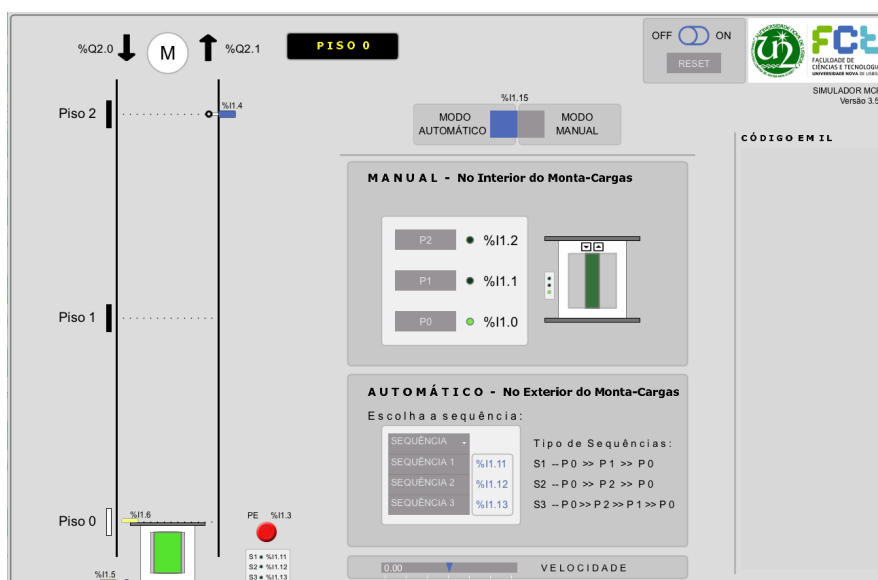 %Q2.0
M
%Q2.1
PISO 0
OFF
ON
RESET
FCt
FACULDADE DE
CIÊNCIAS E TECNOLOGIA
UNIVERSIDADE NOVA DE LISBOA
SIMULADOR MC
Versão 3.5
Piso 2
%I1.4
%I1.15
MODO
AUTOMÁTICO
MODO
MANUAL
CÓDIGO EM IL
MANUAL - No Interior do Monta-Cargas
P2 %I1.2
P1 %I1.1
P0 %I1.0
Piso 1
AUTOMÁTICO - No Exterior do Monta-Cargas
Escolha a sequência:
SEQUÊNCIA
SEQUÊNCIA 1 %I1.11
SEQUÊNCIA 2 %I1.12
SEQUÊNCIA 3 %I1.13
Tipo de Sequências:
S1 -- P0 >> P1 >> P0
S2 -- P0 >> P2 >> P0
S3 -- P0 >> P2 >> P1 >> P0
Piso 0
%I1.6
PE %I1.3
S1 %I1.11
S2 %I1.12
S3 %I1.13
%I1.5
0.00
VELOCIDADE